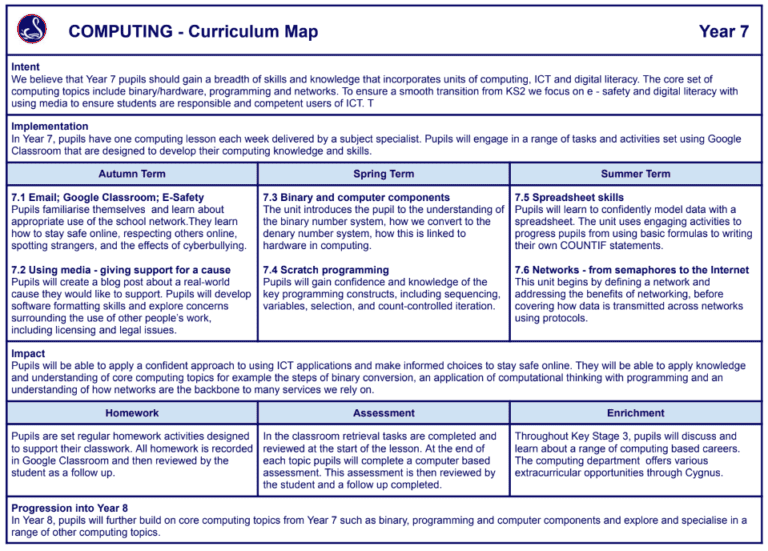 COMPUTING - Curriculum Map
Year 7
Intent
We believe that Year 7 pupils should gain a breadth of skills and knowledge that incorporates units of computing, ICT and digital literacy. The core set of
computing topics include binary/hardware, programming and networks. To ensure a smooth transition from KS2 we focus on e - safety and digital literacy with
using media to ensure students are responsible and competent users of ICT. T
Implementation
In Year 7, pupils have one computing lesson each week delivered by a subject specialist. Pupils will engage in a range of tasks and activities set using Google
Classroom that are designed to develop their computing knowledge and skills.
Autumn Term
7.1 Email; Google Classroom; E-Safety
Pupils familiarise themselves and learn about
appropriate use of the school network.They learn
how to stay safe online, respecting others online,
spotting strangers, and the effects of cyberbullying.
7.2 Using media - giving support for a cause
Pupils will create a blog post about a real-world
cause they would like to support. Pupils will develop
software formatting skills and explore concerns
surrounding the use of other people's work,
including licensing and legal issues.
Spring Term
7.3 Binary and computer components
The unit introduces the pupil to the understanding of
the binary number system, how we convert to the
denary number system, how this is linked to
hardware in computing.
7.4 Scratch programming
Pupils will gain confidence and knowledge of the
key programming constructs, including sequencing,
variables, selection, and count-controlled iteration.
Summer Term
7.5 Spreadsheet skills
Pupils will learn to confidently model data with a
spreadsheet. The unit uses engaging activities to
progress pupils from using basic formulas to writing
their own COUNTIF statements.
7.6 Networks - from semaphores to the Internet
This unit begins by defining a network and
addressing the benefits of networking, before
covering how data is transmitted across networks
using protocols.
Impact
Pupils will be able to apply a confident approach to using ICT applications and make informed choices to stay safe online. They will be able to apply knowledge
and understanding of core computing topics for example the steps of binary conversion, an application of computational thinking with programming and an
understanding of how networks are the backbone to many services we rely on.
Homework
Pupils are set regular homework activities designed
to support their classwork. All homework is recorded
in Google Classroom and then reviewed by the
student as a follow up.
Assessment
In the classroom retrieval tasks are completed and
reviewed at the start of the lesson. At the end of
each topic pupils will complete a computer based
assessment. This assessment is then reviewed by
the student and a follow up completed.
Enrichment
Throughout Key Stage 3, pupils will discuss and
learn about a range of computing based careers.
The computing department offers various
extracurricular opportunities through Cygnus.
Progression into Year 8
In Year 8, pupils will further build on core computing topics from Year 7 such as binary, programming and computer components and explore and specialise in a
range of other computing topics.